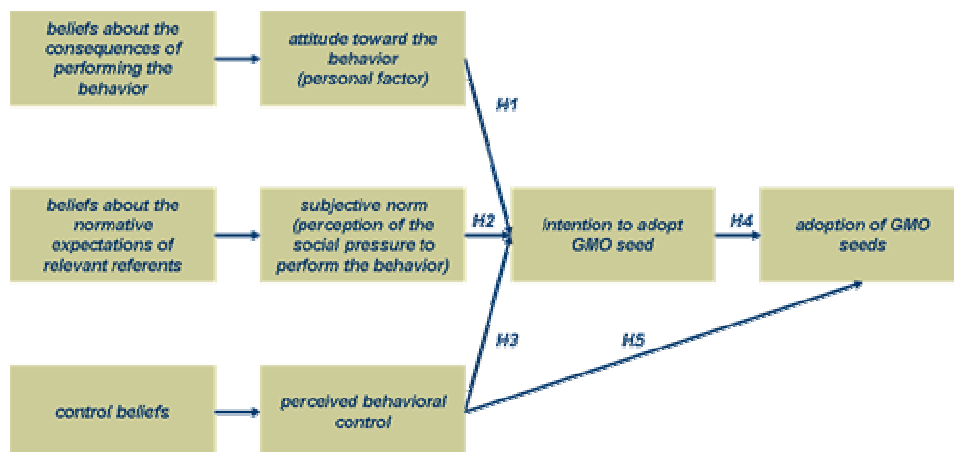 beliefs about the
consequences of
performing the
behavior
attitude toward the
behavior
(personal factor)
H1
beliefs about the
normative
expectations of
relevant referents
subjective norm
(perception of the
social pressure to
perform the behavior)
H2
intention to adopt
GMO seed
H4
adoption of GMO
seeds
H3
H5
control beliefs
perceived behavioral
control